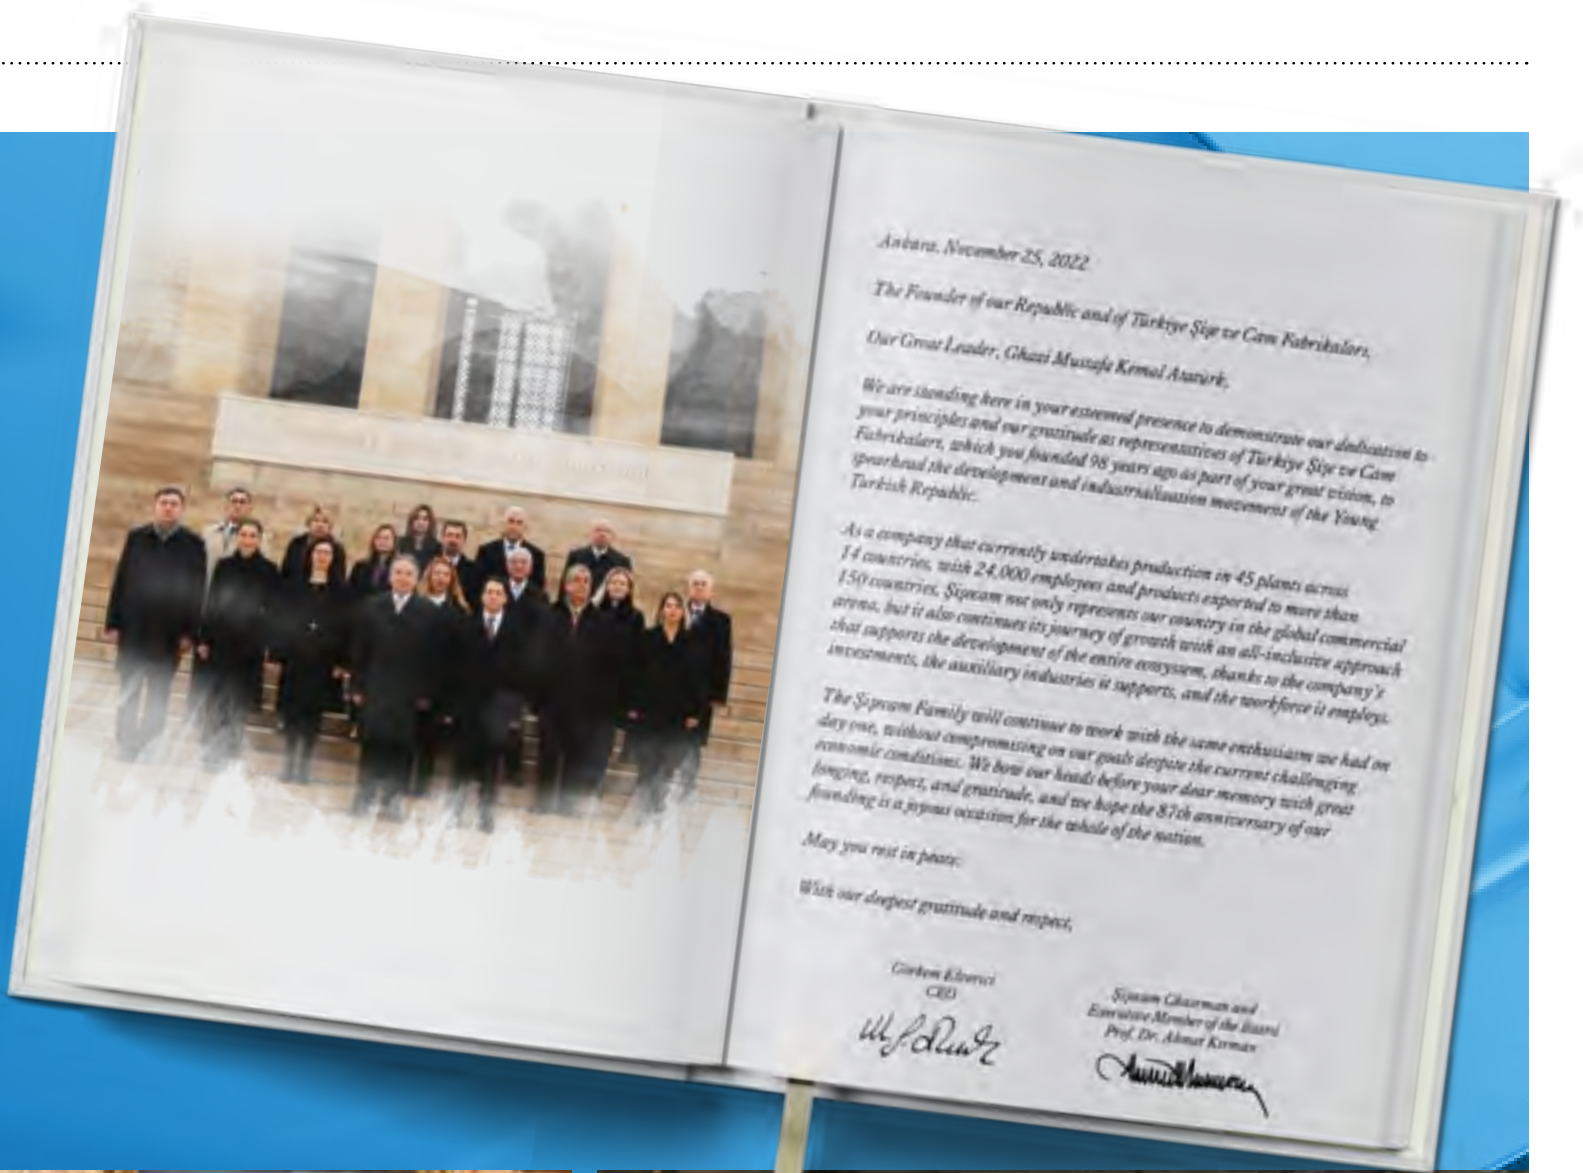 Ankara, November 25, 2022
The Founder of our Republic and of Türkiye Şişe ve Cam Fabrikaları,
Our Great Leader, Ghazi Mustafa Kemal Atatürk,
We are standing here in your esteemed presence to demonstrate our dedication to
your principles and our gratitude as representatives of Türkiye Şişe ve Cam
Fabrikaları, which you founded 98 years ago as part of your great vision, to
spearhead the development and industrialisation movement of the Young
Turkish Republic.
As a company that currently undertakes production in 45 plants across
14 countries, with 24,000 employees and products exported to more than
150 countries, Şişecam not only represents our country in the global commercial
arena, but it also continues its journey of growth with an all-inclusive approach
that supports the development of the entire ecosystem, thanks to the company's
investments, the auxiliary industries it supports, and the workforce it employs.
The Şişecam Family will continue to work with the same enthusiasm we had on
day one, without compromising on our goals despite the current challenging
economic conditions. We bow our heads before your dear memory with great
longing, respect, and gratitude, and we hope the 87th anniversary of our
founding is a joyous occasion for the whole of the nation.
May you rest in peace.
With our deepest gratitude and respect,
Görkem Elverici
CEO
Şişecam Chairman and
Executive Member of the Board
Prof. Dr. Ahmet Kırman